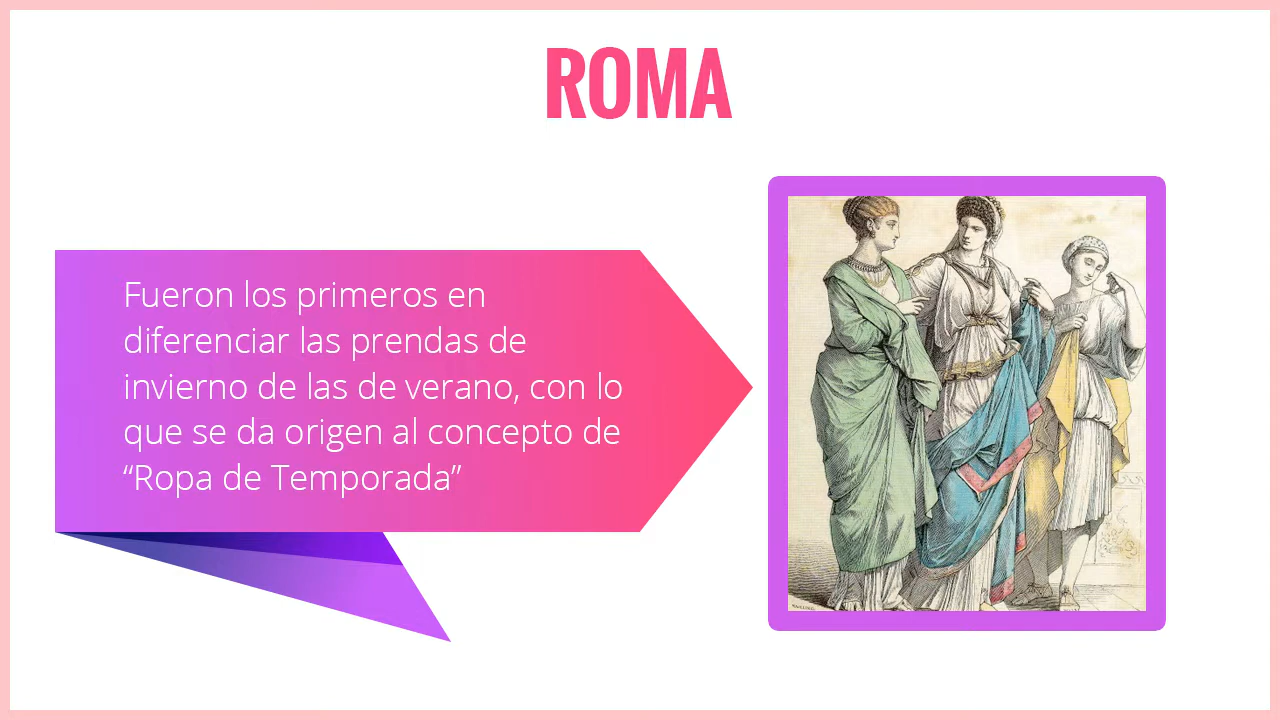 ROMA
Fueron los primeros en
diferenciar las prendas de
invierno de las de verano, con lo
que se da origen al concepto de
“Ropa de Temporada”